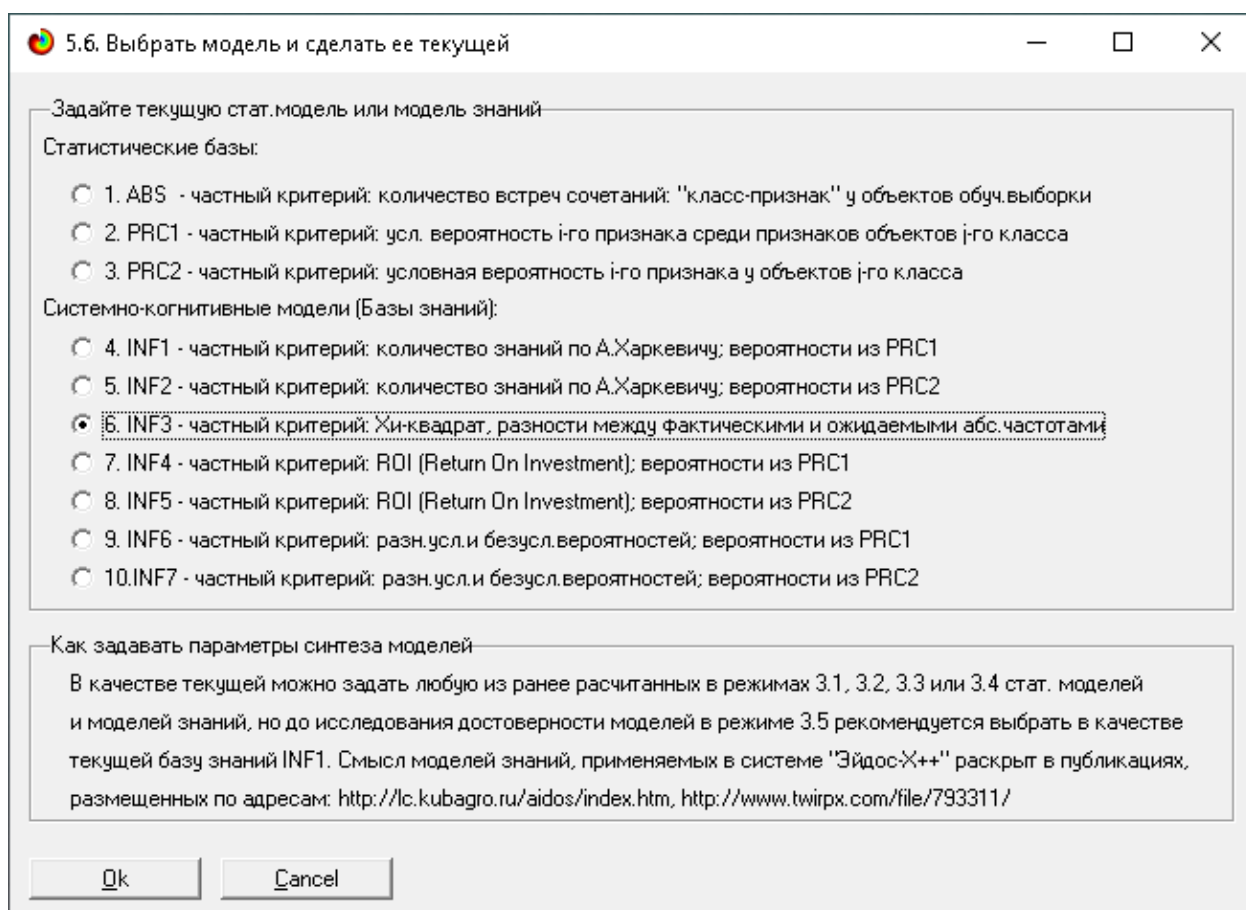 5.6. Выбрать модель и сделать ее текущей
Задайте текущую стат.модель или модель знаний
Статистические базы:
1. ABS - частный критерий: количество встреч сочетаний: "класс-признак" у объектов обуч.выборки
2. PRC1 - частный критерий: усл. вероятность i-го признака среди признаков объектов j-го класса
3. PRC2 - частный критерий: условная вероятность i-го признака у объектов j-го класса
Системно-когнитивные модели (Базы знаний):
4. INF1 - частный критерий: количество знаний по А.Харкевичу; вероятности из PRC1
5. INF2 - частный критерий: количество знаний по А.Харкевичу; вероятности из PRC2
6. INF3 - частный критерий: Хи-квадрат, разности между фактическими и ожидаемыми абс.частотами
7. INF4 - частный критерий: ROI (Return On Investment); вероятности из PRC1
8. INF5 - частный критерий: ROI (Return On Investment); вероятности из PRC2
9. INF6 - частный критерий: разн.усл.и безусл.вероятностей; вероятности из PRC1
10.INF7 - частный критерий: разн.усл.и безусл.вероятностей; вероятности из PRC2
Как задавать параметры синтеза моделей
В качестве текущей можно задать любую из ранее расчитанных в режимах 3.1, 3.2, 3.3 или 3.4 стат. моделей
и моделей знаний, но до исследования достоверности моделей в режиме 3.5 рекомендуется выбрать в качестве
текущей базу знаний INF1. Смысл моделей знаний, применяемых в системе "Эйдос-Х++" раскрыт в публикациях,
размещенных по адресам: http://lc.kubagro.ru/aidos/index.htm, http://www.twirpx.com/file/793311/
Ok
Cancel